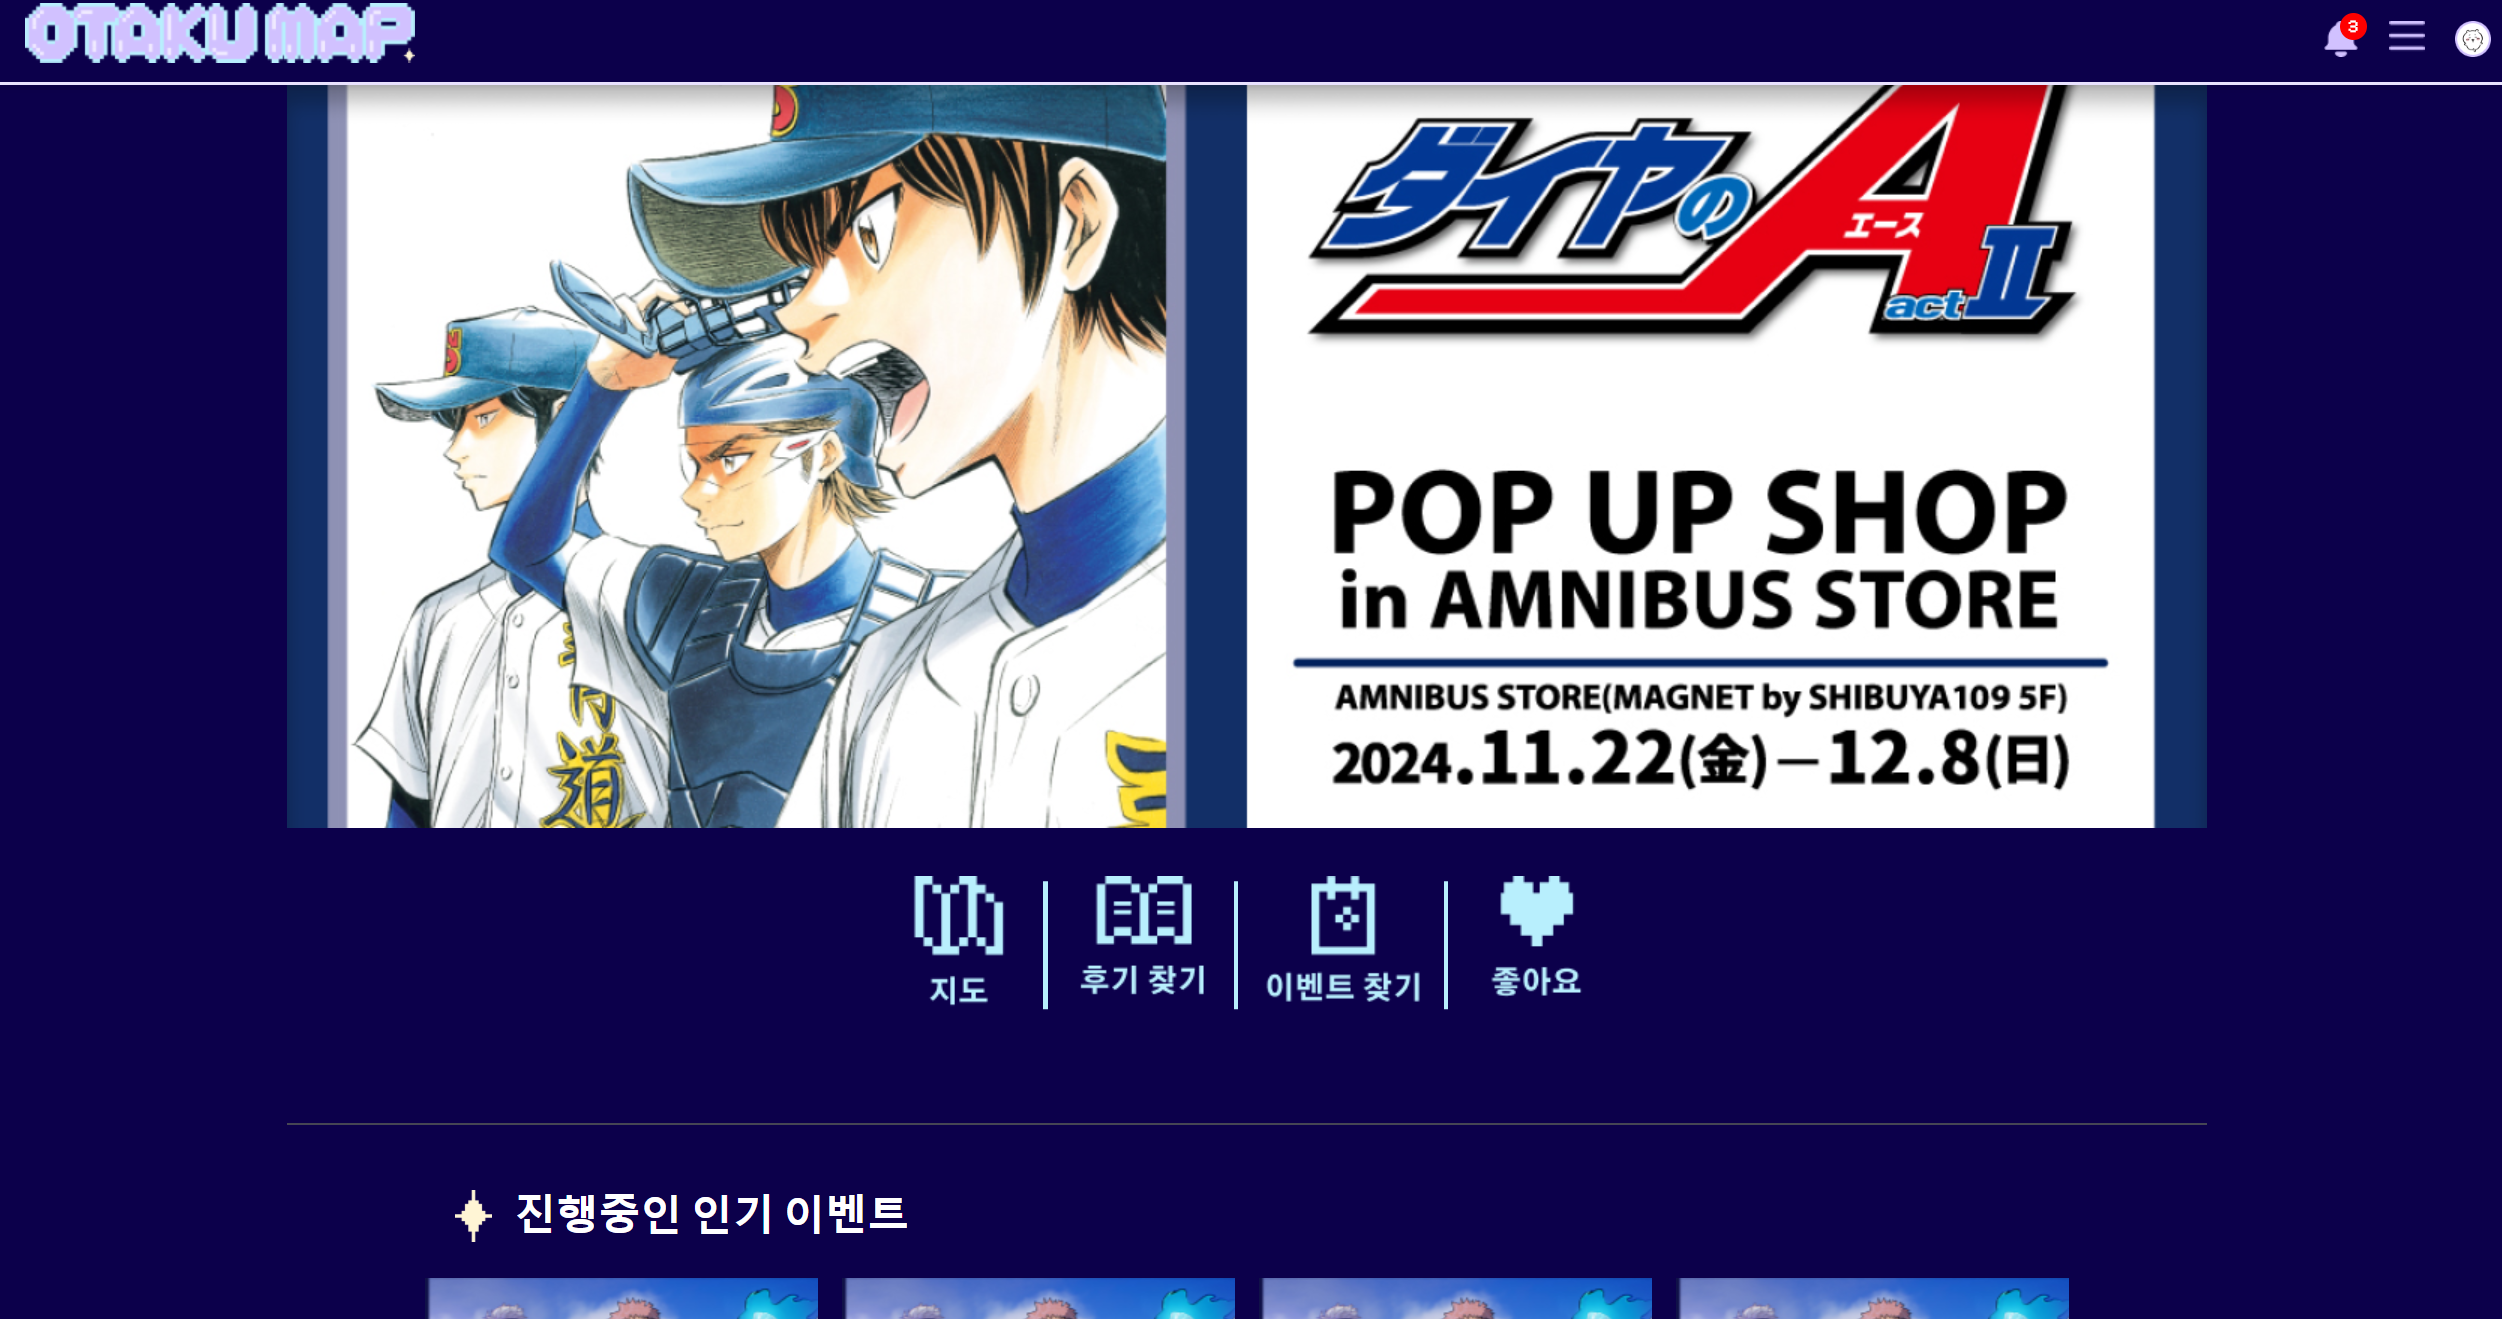 OTAKU MAP
3
ダイヤのA
エース
act II
POP UP SHOP
in AMNIBUS STORE
AMNIBUS STORE(MAGNET by SHIBUYA109 5F)
2024.11.22(金)－12.8(日)
道
지도
후기 찾기
이벤트 찾기
좋아요
진행중인 인기 이벤트